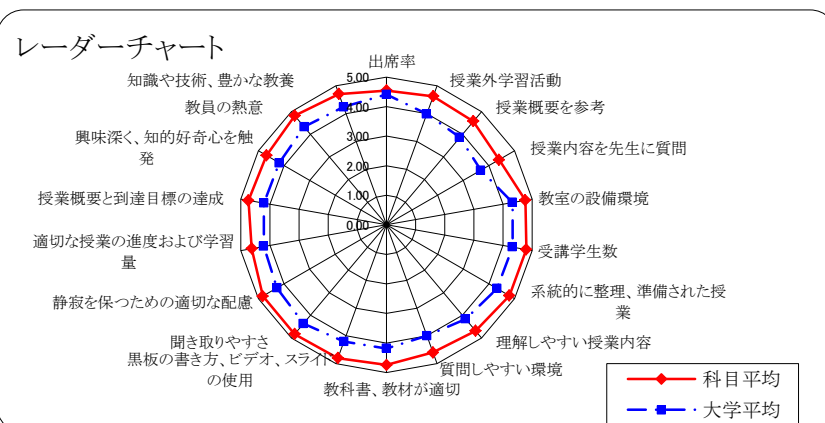 レーダーチャート
出席率
授業外学習活動
授業概要を参考
授業内容を先生に質問
教室の設備環境
受講学生数
系統的に整理、準備された授
業
理解しやすい授業内容
質問しやすい環境
教科書、教材が適切
黒板の書き方、ビデオ、スライド
の使用
聞き取りやすさ
静寂を保つための適切な配慮
適切な授業の進度および学習
量
授業概要と到達目標の達成
興味深く、知的好奇心を触
発
教員の熱意
知識や技術、豊かな教養
5.00
4.00
3.00
2.00
1.00
0.00
科目平均
大学平均